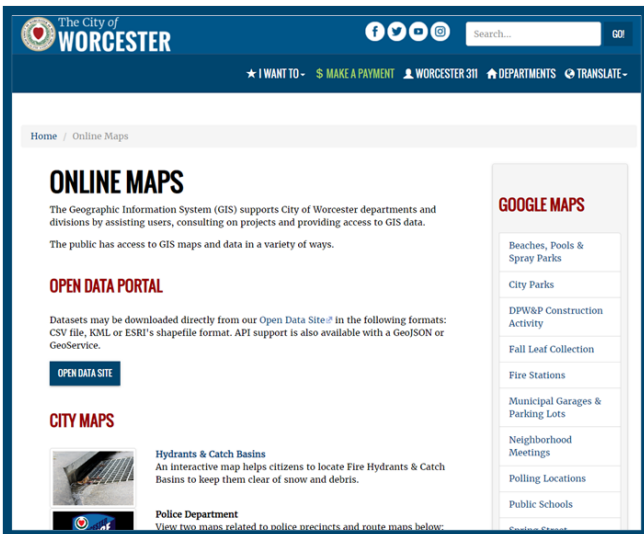 The City of
WORCESTER
Search...
GO!
I WANT TO
$ MAKE A PAYMENT
WORCESTER 311
DEPARTMENTS
TRANSLATE
Home / Online Maps
ONLINE MAPS
The Geographic Information System (GIS) supports City of Worcester departments and
divisions by assisting users, consulting on projects and providing access to GIS data.
The public has access to GIS maps and data in a variety of ways.
OPEN DATA PORTAL
Datasets may be downloaded directly from our Open Data Site in the following formats:
CSV file, KML or ESRI's shapefile format. API support is also available with a GeoJSON or
GeoService.
OPEN DATA SITE
CITY MAPS
Hydrants & Catch Basins
An interactive map helps citizens to locate Fire Hydrants & Catch
Basins to keep them clear of snow and debris.
Police Department
View two maps related to police precincts and route maps below:
GOOGLE MAPS
Beaches, Pools &
Spray Parks
City Parks
DPW&P Construction
Activity
Fall Leaf Collection
Fire Stations
Municipal Garages &
Parking Lots
Neighborhood
Meetings
Polling Locations
Public Schools
Spring Street